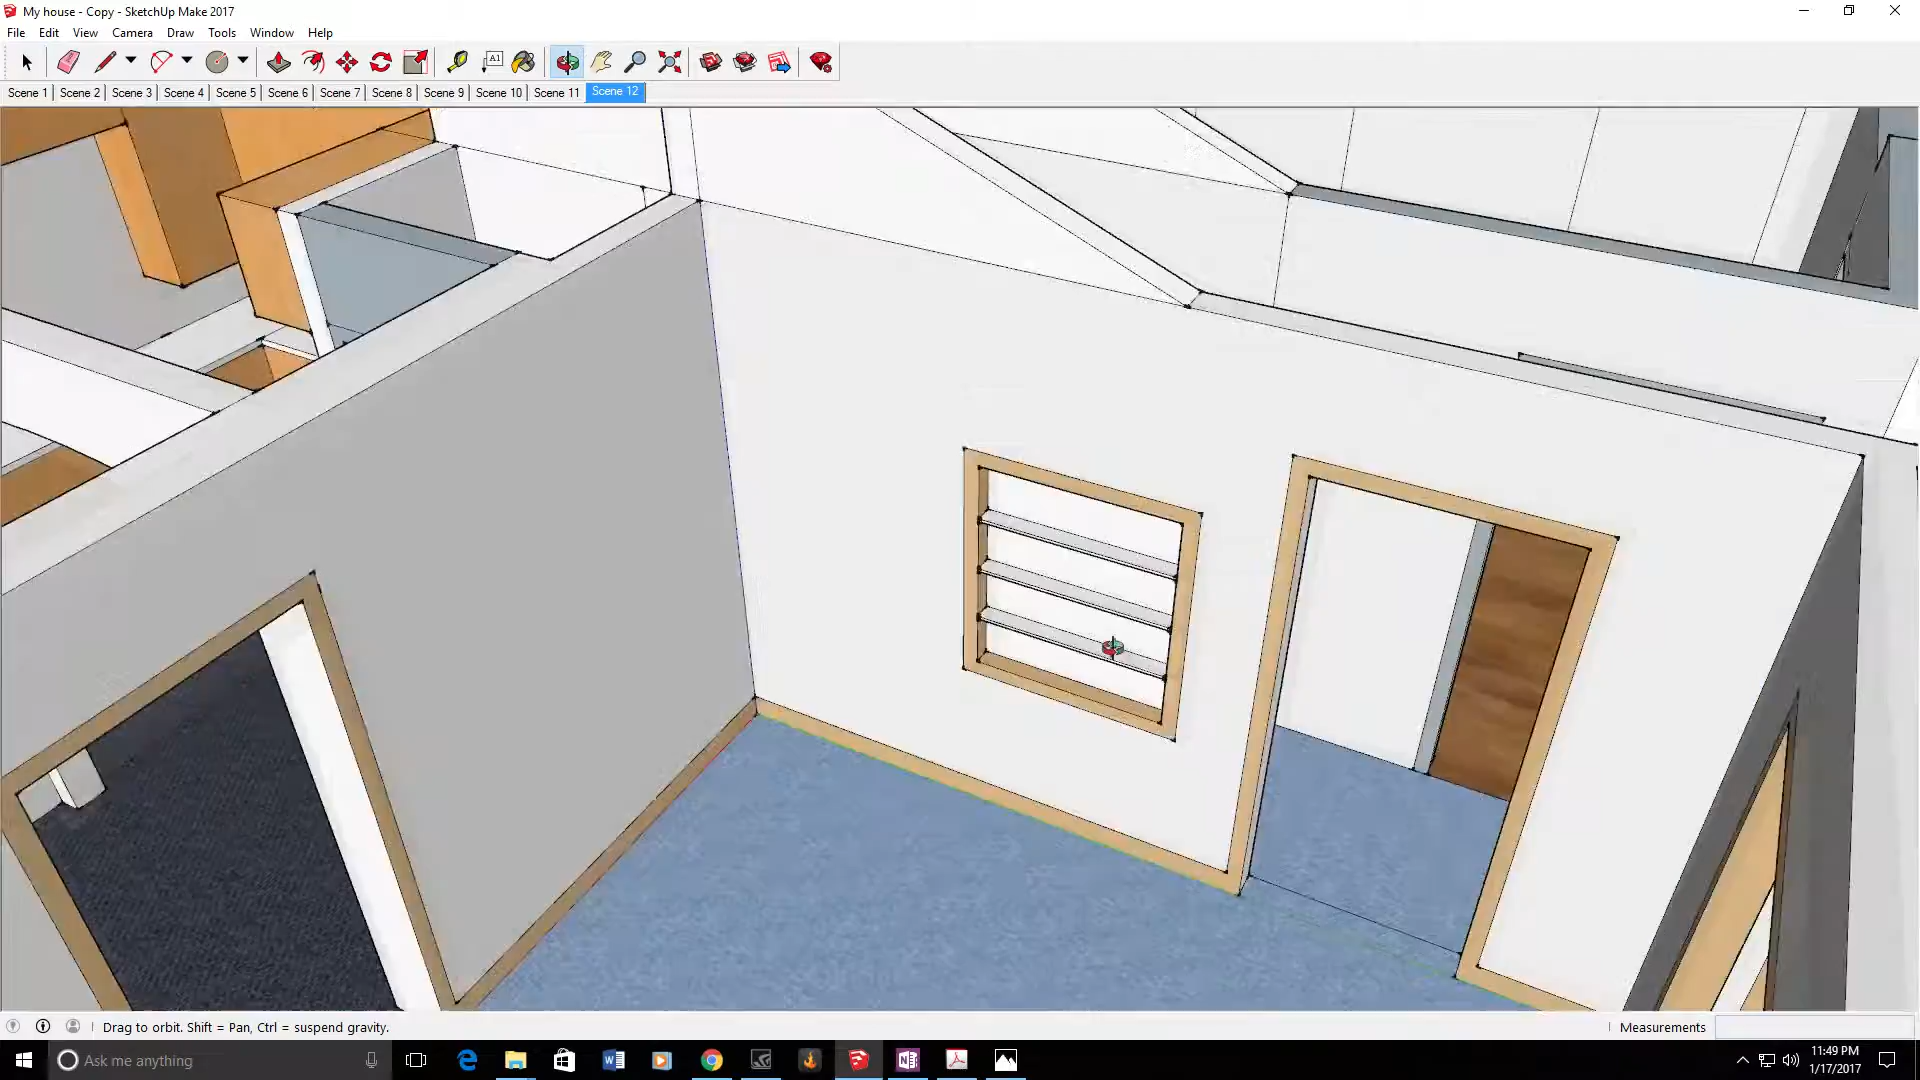 My house - Copy - SketchUp Make 2017
File Edit View Camera Draw Tools Window Help
A1
Scene 1 Scene 2 Scene 3 Scene 4 Scene 5 Scene 6 Scene 7 Scene 8 Scene 9 Scene 10 Scene 11 Scene 12
Drag to orbit. Shift = Pan, Ctrl = suspend gravity. Measurements
Ask me anything
11:49 PM
1/17/2017